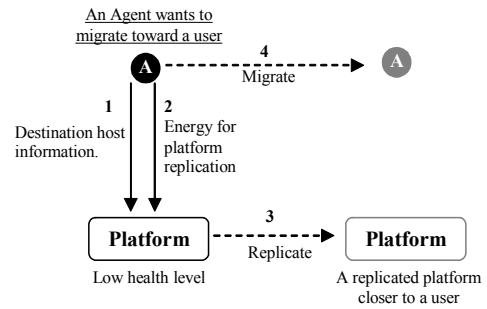 An Agent wants to
migrate toward a user
A
4
A
Migrate
1
2
Destination host
information.
Energy for
platform
replication
Platform
3
Replicate
Platform
Low health level
A replicated platform
closer to a user